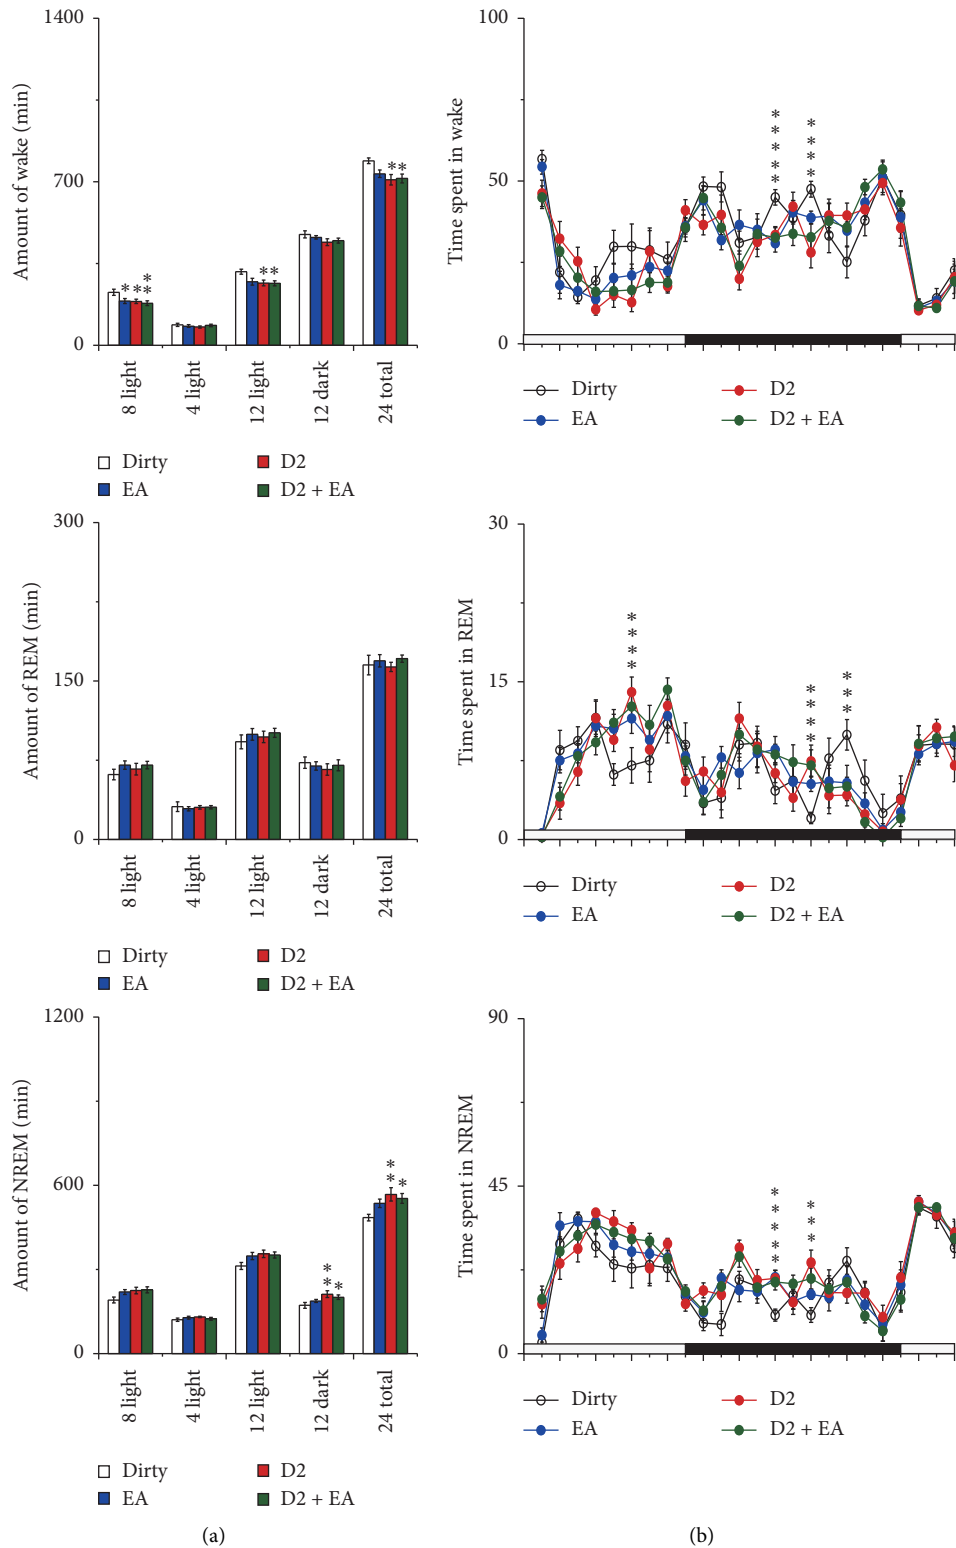 Amount of wake (min)
1400
700
0
* ** * *
**
**
8 light
4 light
12 light
12 dark
24 total
Dirty
D2
EA
D2 + EA
Time spent in wake
100
50
0
*****
****
Dirty
D2
EA
D2 + EA
Amount of REM (min)
300
150
0
8 light
4 light
12 light
12 dark
24 total
Dirty
D2
EA
D2 + EA
Time spent in REM
30
15
0
****
****
***
Dirty
D2
EA
D2 + EA
Amount of NREM (min)
1200
600
0
** *
** *
8 light
4 light
12 light
12 dark
24 total
Dirty
D2
EA
D2 + EA
(a)
Time spent in NREM
90
45
0
*****
***
Dirty
D2
EA
D2 + EA
(b)